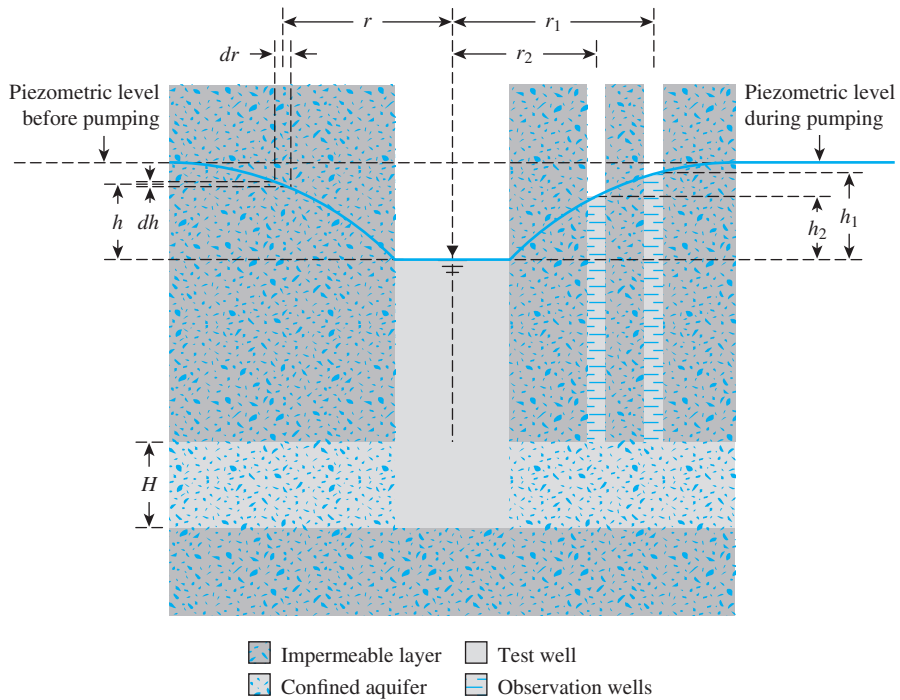 r
r1
r2
dr
Piezometric level
before pumping
Piezometric level
during pumping
h
dh
h2
h1
H
Impermeable layer
Test well
Confined aquifer
Observation wells